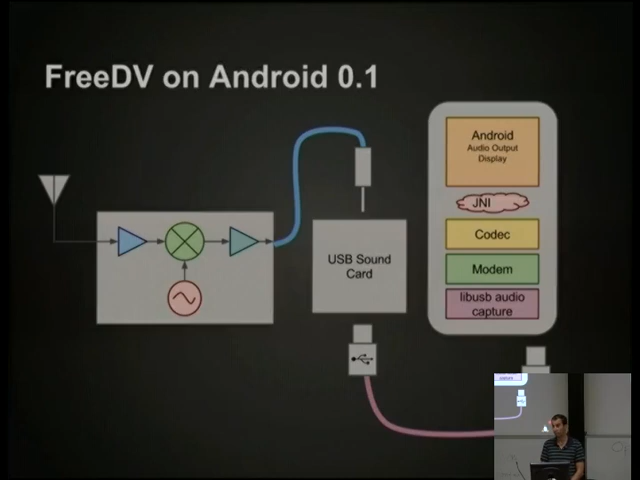 FreeDV on Android 0.1
Android
Audio Output
Display
JNI
USB Sound
Card
Codec
Modem
libusb audio
capture